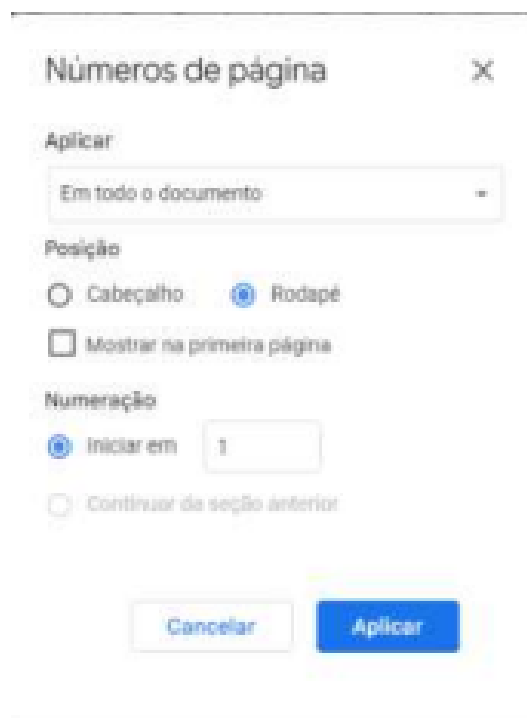 Números de página
Aplicar
Em todo o documento
Posição
Cabeçalho Rodapé
Mostrar na primeira página
Numeração
Iniciar em 1
Continuar da seção anterior
Cancelar Aplicar